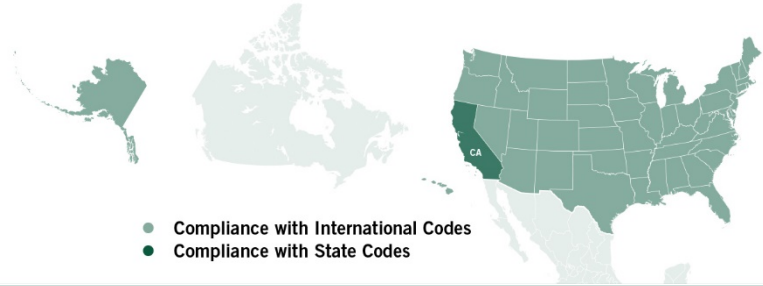 CA
Compliance with International Codes
Compliance with State Codes